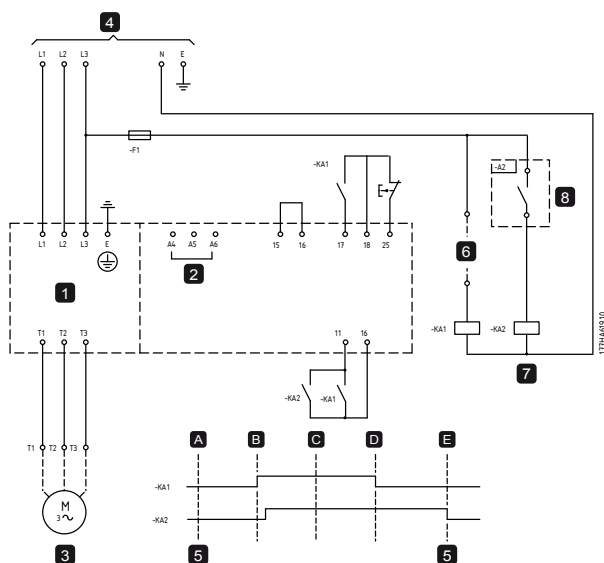 4
L1 L2 L3 N E
-F1
-KA1
-A2
8
L1 L2 L3 E
A4 A5 A6
15 16
17 18 25
6
1
2
-KA1 -KA2
T1 T2 T3
11 16
7
177HA619.10
-KA2 -KA1
T1 T2 T3
A B C D E
-KA1
M
3~
-KA2
3
5 5